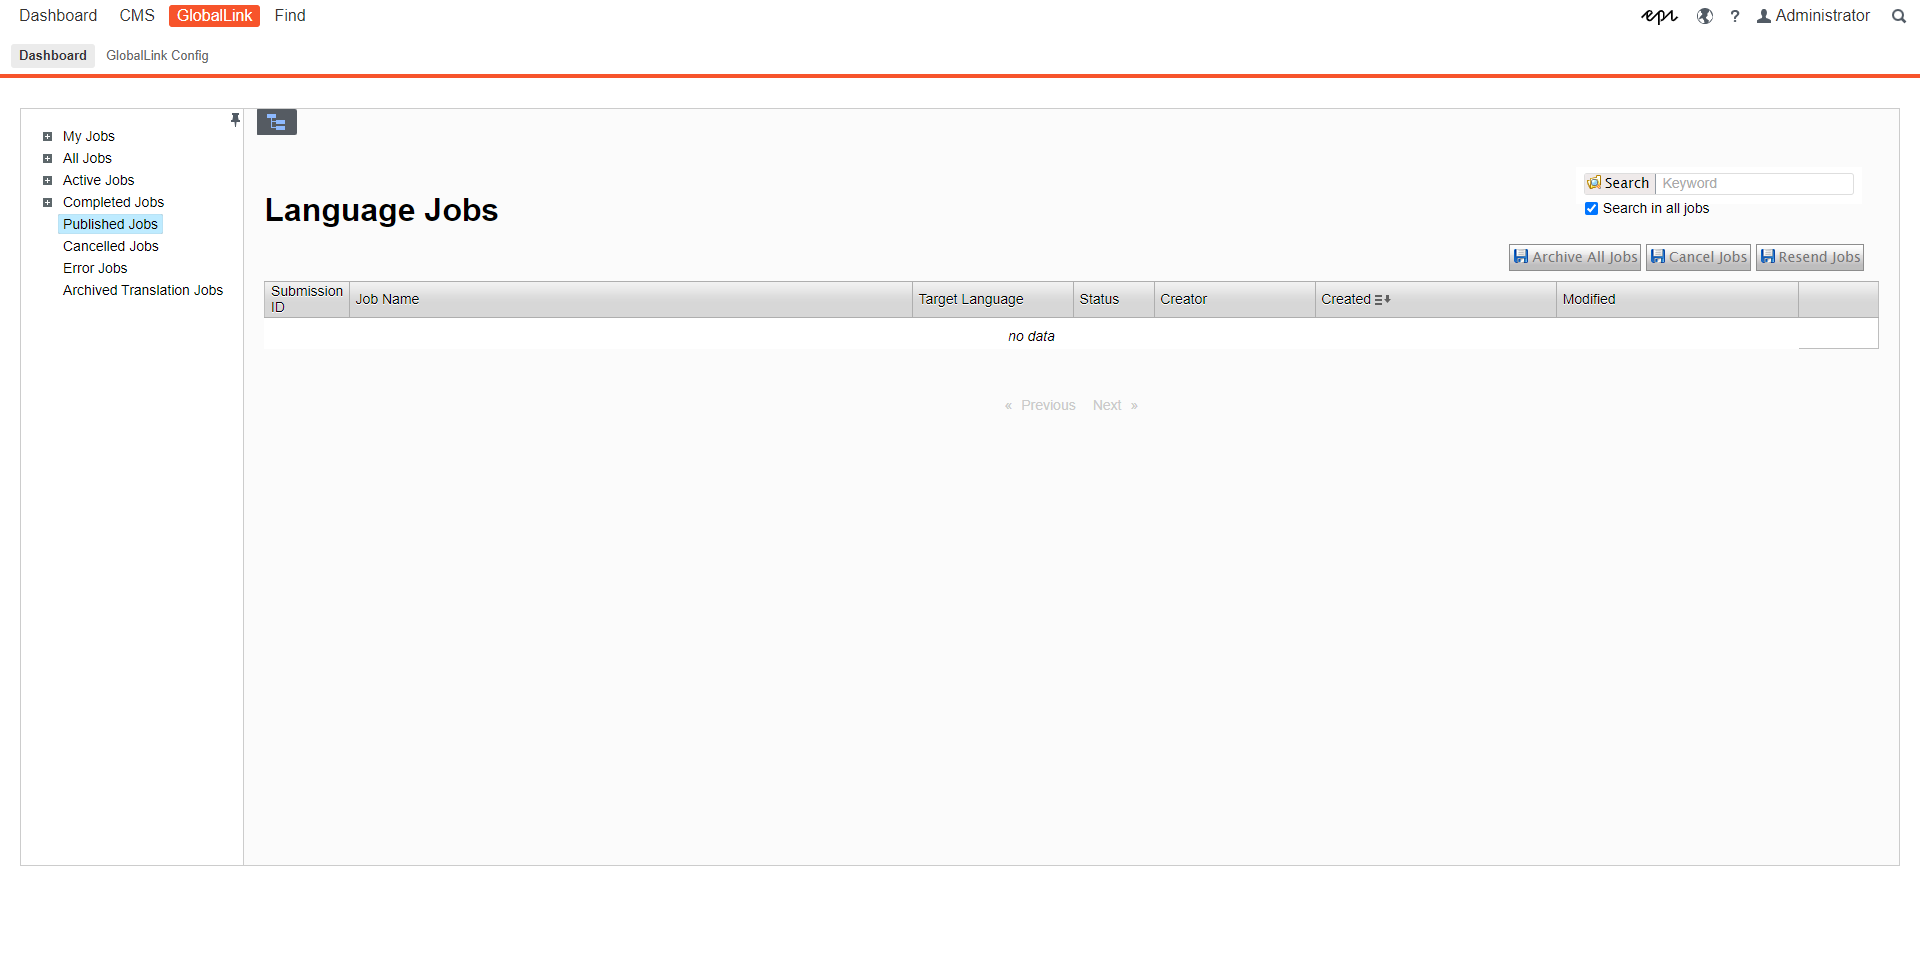 Dashboard CMS GlobalLink Find epi ? Administrator
Dashboard GlobalLink Config
My Jobs
All Jobs
Active Jobs
Completed Jobs
Published Jobs
Cancelled Jobs
Error Jobs
Archived Translation Jobs
Language Jobs
Search Keyword
Search in all jobs
Archive All Jobs Cancel Jobs Resend Jobs
Submission ID Job Name Target Language Status Creator Created Modified
no data
« Previous Next »